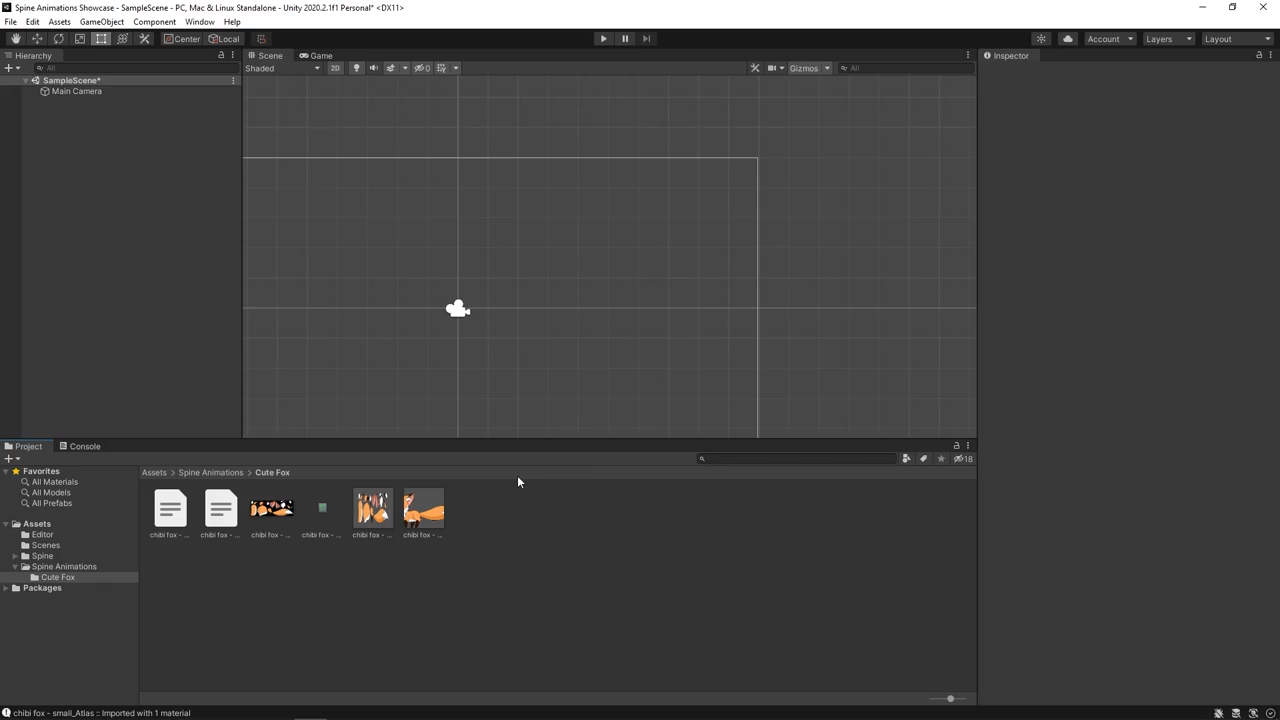 Spine Animations Showcase - SampleScene - PC, Mac & Linux Standalone - Unity 2020.2.1f1 Personal* <DX11>
File Edit Assets GameObject Component Window Help
Center Local Account Layers Layout
Hierarchy Scene Game Inspector
All Shaded 2D 0 Gizmos All
SampleScene*
Main Camera
Project Console
18
Favorites
All Materials
All Models
All Prefabs
Assets
Editor
Scenes
Spine
Spine Animations
Cute Fox
Packages
Assets > Spine Animations > Cute Fox
chibi fox - ... chibi fox - ... chibi fox - ... chibi fox - ... chibi fox - ... chibi fox - ...
chibi fox - small_Atlas :: Imported with 1 material